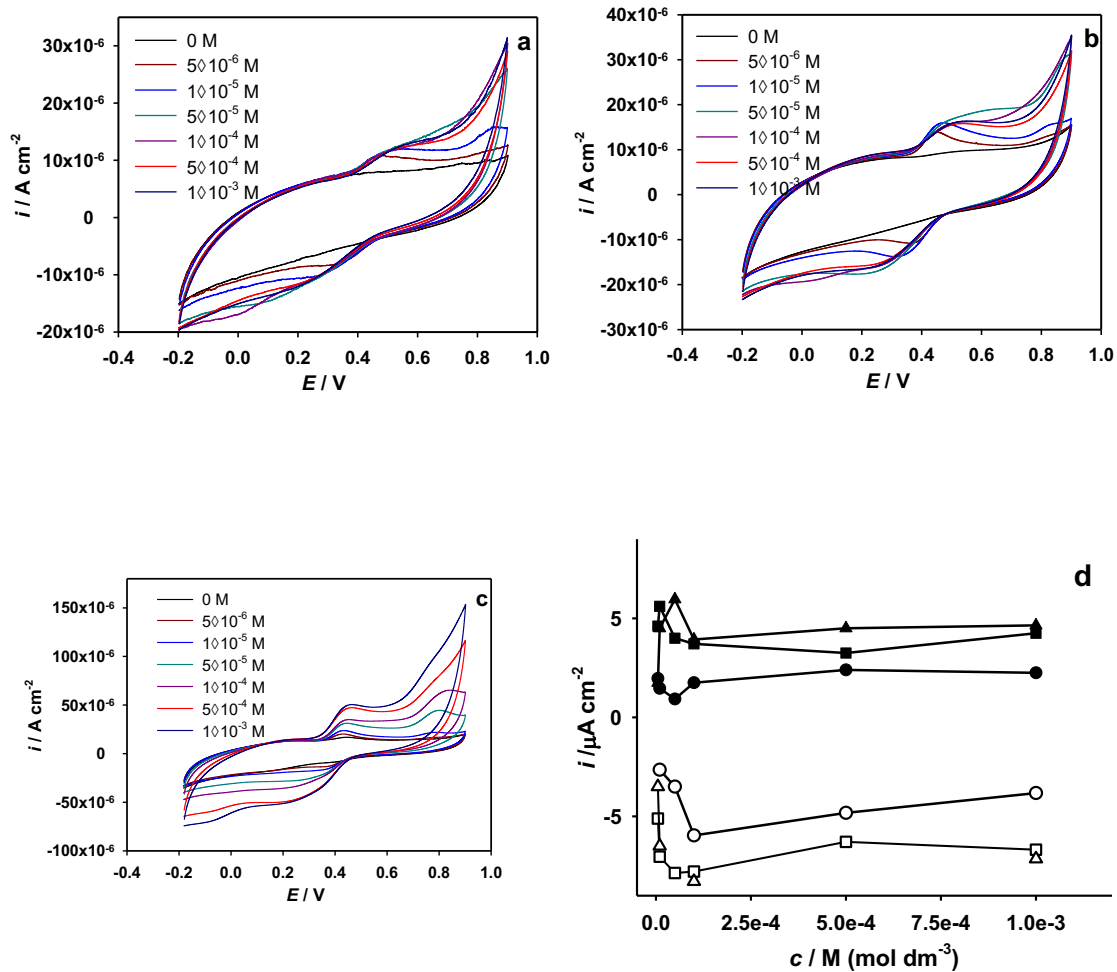 a
30x10⁻⁶
20x10⁻⁶
10x10⁻⁶
0
-10x10⁻⁶
-20x10⁻⁶
i / A cm⁻²
0 M
5◊10⁻⁶ M
1◊10⁻⁵ M
5◊10⁻⁵ M
1◊10⁻⁴ M
5◊10⁻⁴ M
1◊10⁻³ M
-0.4 -0.2 0.0 0.2 0.4 0.6 0.8 1.0
E / V
b
40x10⁻⁶
30x10⁻⁶
20x10⁻⁶
10x10⁻⁶
0
-10x10⁻⁶
-20x10⁻⁶
-30x10⁻⁶
i / A cm⁻²
0 M
5◊10⁻⁶ M
1◊10⁻⁵ M
5◊10⁻⁵ M
1◊10⁻⁴ M
5◊10⁻⁴ M
1◊10⁻³ M
-0.4 -0.2 0.0 0.2 0.4 0.6 0.8 1.0
E / V
c
150x10⁻⁶
100x10⁻⁶
50x10⁻⁶
0
-50x10⁻⁶
-100x10⁻⁶
i / A cm⁻²
0 M
5◊10⁻⁶ M
1◊10⁻⁵ M
5◊10⁻⁵ M
1◊10⁻⁴ M
5◊10⁻⁴ M
1◊10⁻³ M
-0.4 -0.2 0.0 0.2 0.4 0.6 0.8 1.0
E / V
d
5
0
-5
i /µA cm⁻²
0.0 2.5e-4 5.0e-4 7.5e-4 1.0e-3
c / M (mol dm⁻³)